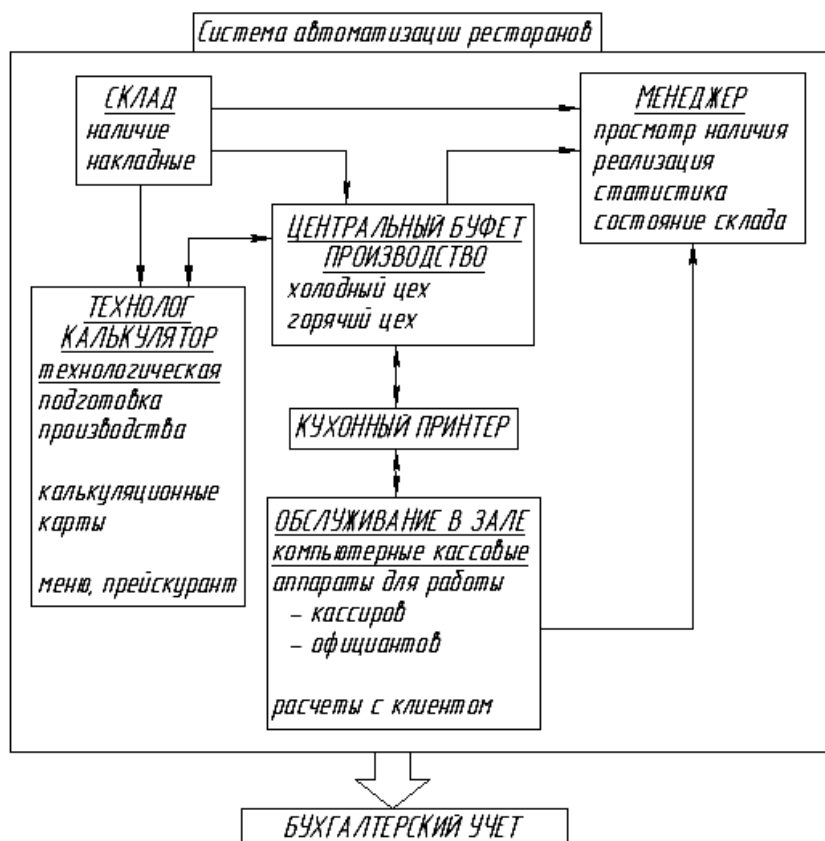 Система автоматизации ресторанов
СКЛАД
наличие
накладные
МЕНЕДЖЕР
просмотр наличия
реализация
статистика
состояние склада
ЦЕНТРАЛЬНЫЙ БУФЕТ
ПРОИЗВОДСТВО
холодный цех
горячий цех
ТЕХНОЛОГ
КАЛЬКУЛЯТОР
технологическая
подготовка
производства
калькуляционные
карты
меню, прейскурант
КУХОННЫЙ ПРИНТЕР
ОБСЛУЖИВАНИЕ В ЗАЛЕ
компьютерные кассовые
аппараты для работы
– кассиров
– официантов
расчеты с клиентом
БУХГАЛТЕРСКИЙ УЧЕТ